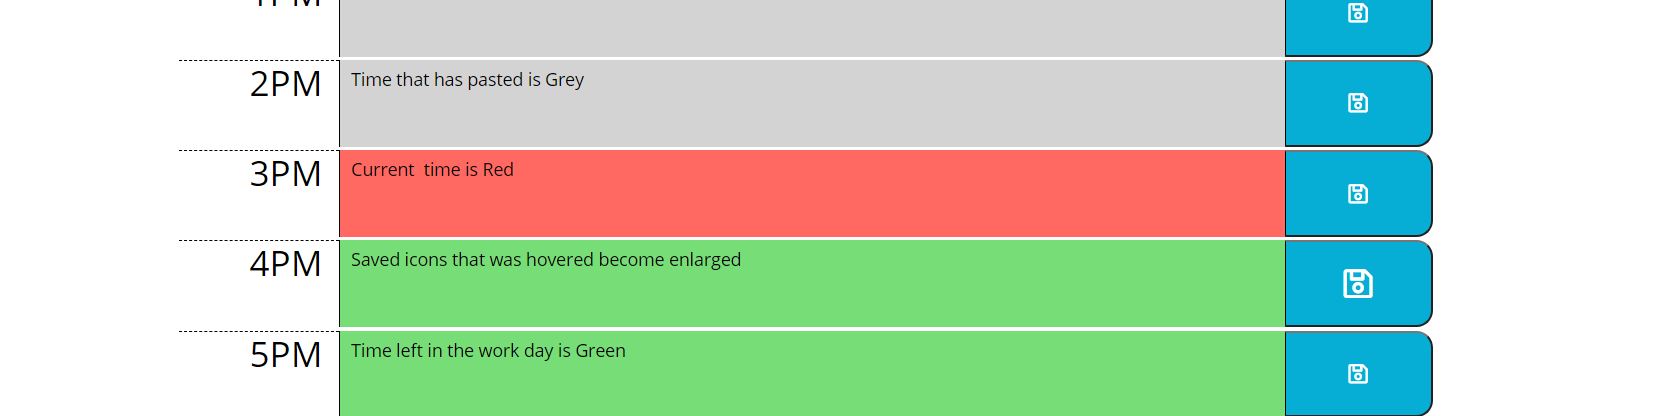 2PM
Time that has pasted is Grey
3PM
Current  time is Red
4PM
Saved icons that was hovered become enlarged
5PM
Time left in the work day is Green